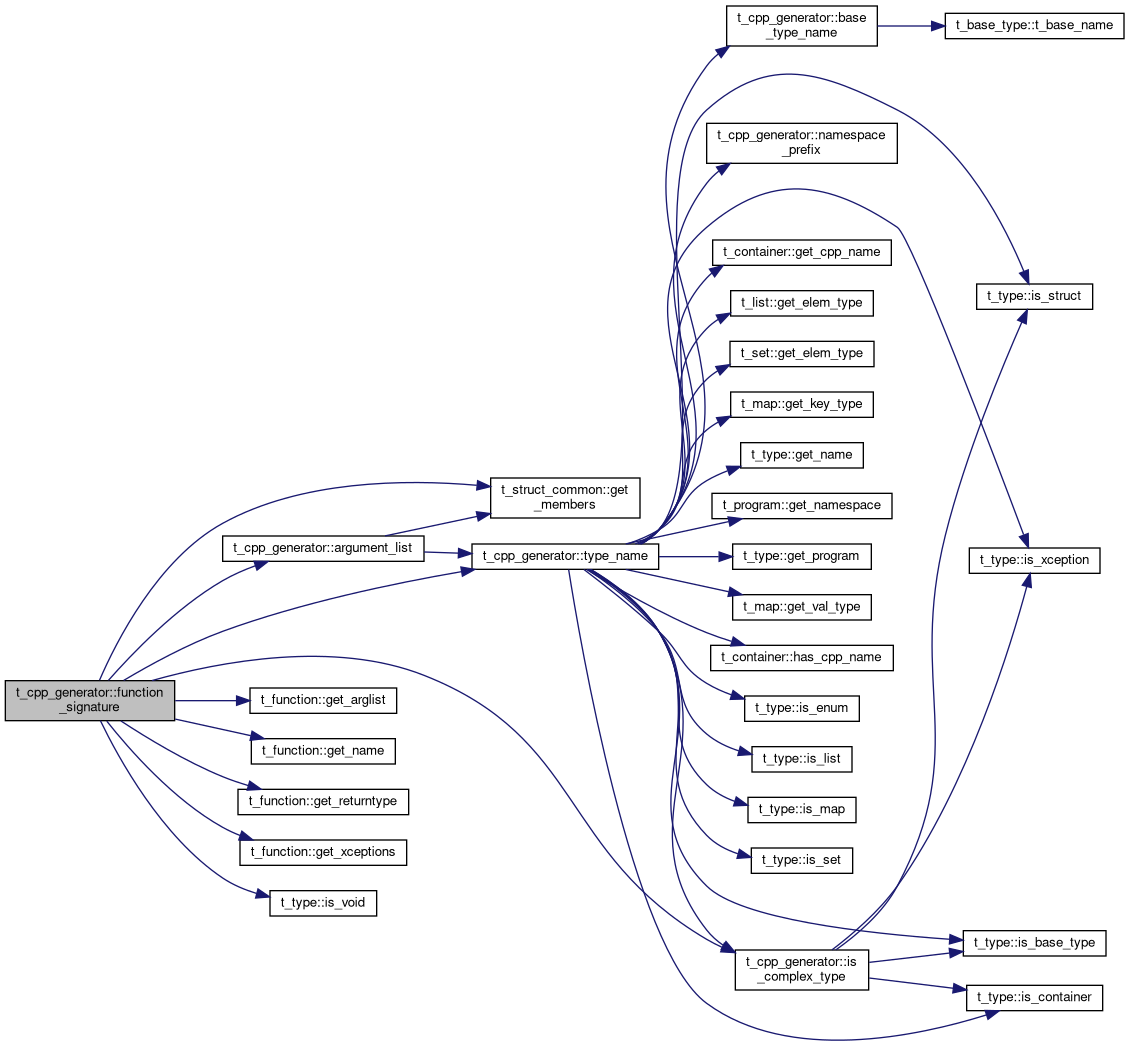 t_cpp_generator::base
_type_name
t_base_type::t_base_name
t_cpp_generator::namespace
_prefix
t_container::get_cpp_name
t_list::get_elem_type
t_type::is_struct
t_set::get_elem_type
t_map::get_key_type
t_type::get_name
t_struct_common::get
_members
t_program::get_namespace
t_cpp_generator::argument_list
t_cpp_generator::type_name
t_type::get_program
t_type::is_xception
t_map::get_val_type
t_container::has_cpp_name
t_cpp_generator::function
_signature
t_function::get_arglist
t_type::is_enum
t_function::get_name
t_type::is_list
t_function::get_returntype
t_type::is_map
t_function::get_xceptions
t_type::is_set
t_type::is_void
t_type::is_base_type
t_cpp_generator::is
_complex_type
t_type::is_container